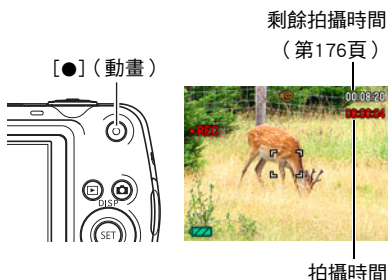 剩餘拍攝時間
（第176頁）
[●]（動畫）
00:08:20
● REC
00:00:04
DISP
SET
拍攝時間